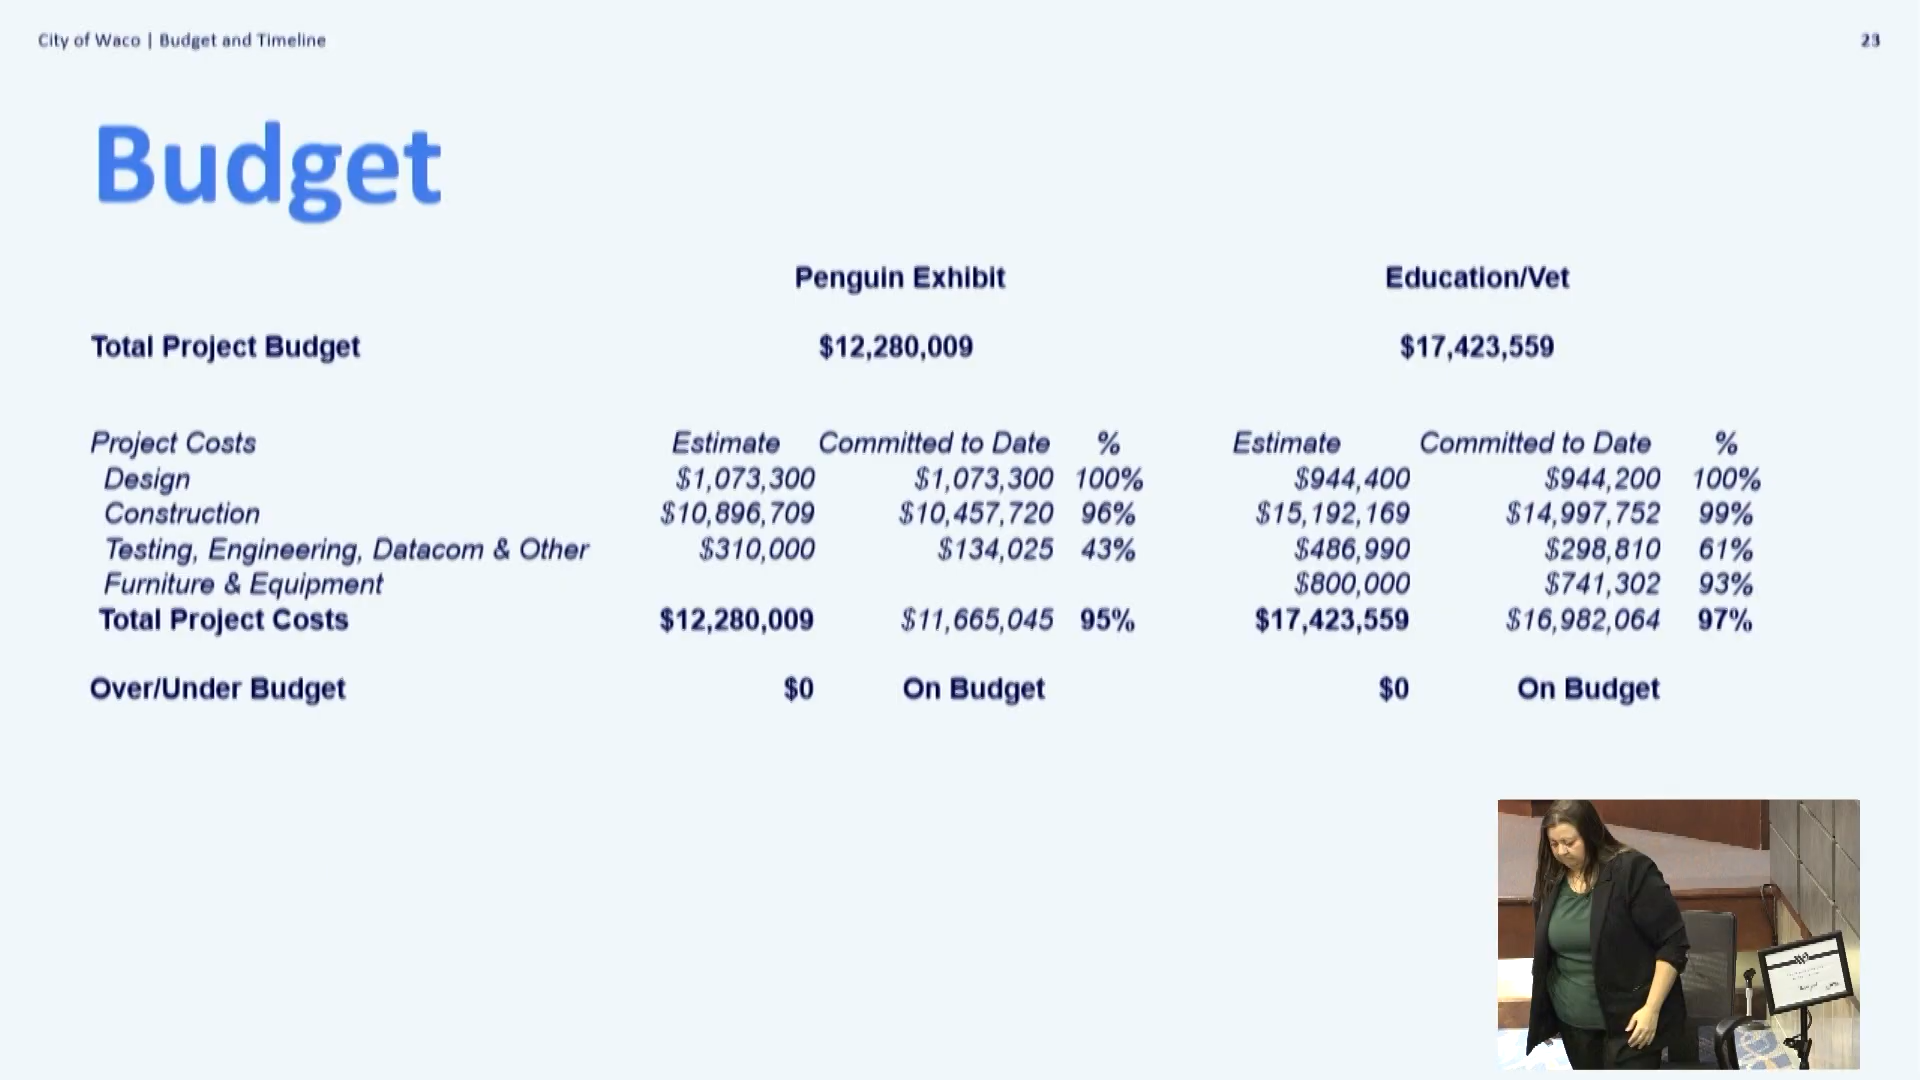 City of Waco | Budget and Timeline 23
Budget
Penguin Exhibit Education/Vet
Total Project Budget $12,280,009 $17,423,559
Project Costs Estimate Committed to Date % Estimate Committed to Date %
Design $1,073,300 $1,073,300 100% $944,400 $944,200 100%
Construction $10,896,709 $10,457,720 96% $15,192,169 $14,997,752 99%
Testing, Engineering, Datacom & Other $310,000 $134,025 43% $486,990 $298,810 61%
Furniture & Equipment $800,000 $741,302 93%
Total Project Costs $12,280,009 $11,665,045 95% $17,423,559 $16,982,064 97%
Over/Under Budget $0 On Budget $0 On Budget